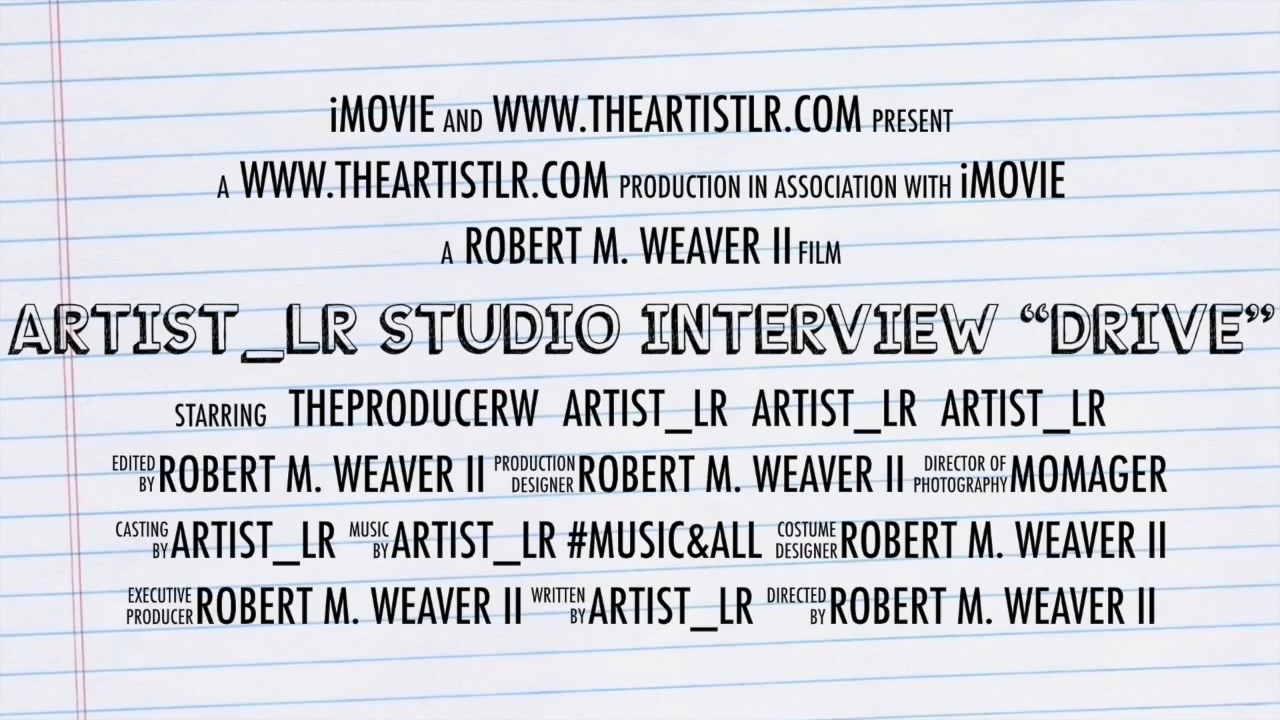 iMOVIE AND WWW.THEARTISTLR.COM PRESENT
A WWW.THEARTISTLR.COM PRODUCTION IN ASSOCIATION WITH iMOVIE
A ROBERT M. WEAVER II FILM
ARTIST_LR STUDIO INTERVIEW “DRIVE”
STARRING THEPRODUCERW ARTIST_LR ARTIST_LR ARTIST_LR
EDITED BY ROBERT M. WEAVER II PRODUCTION DESIGNER ROBERT M. WEAVER II DIRECTOR OF PHOTOGRAPHY MOMAGER
CASTING BY ARTIST_LR MUSIC BY ARTIST_LR #MUSIC&ALL COSTUME DESIGNER ROBERT M. WEAVER II
EXECUTIVE PRODUCER ROBERT M. WEAVER II WRITTEN BY ARTIST_LR DIRECTED BY ROBERT M. WEAVER II